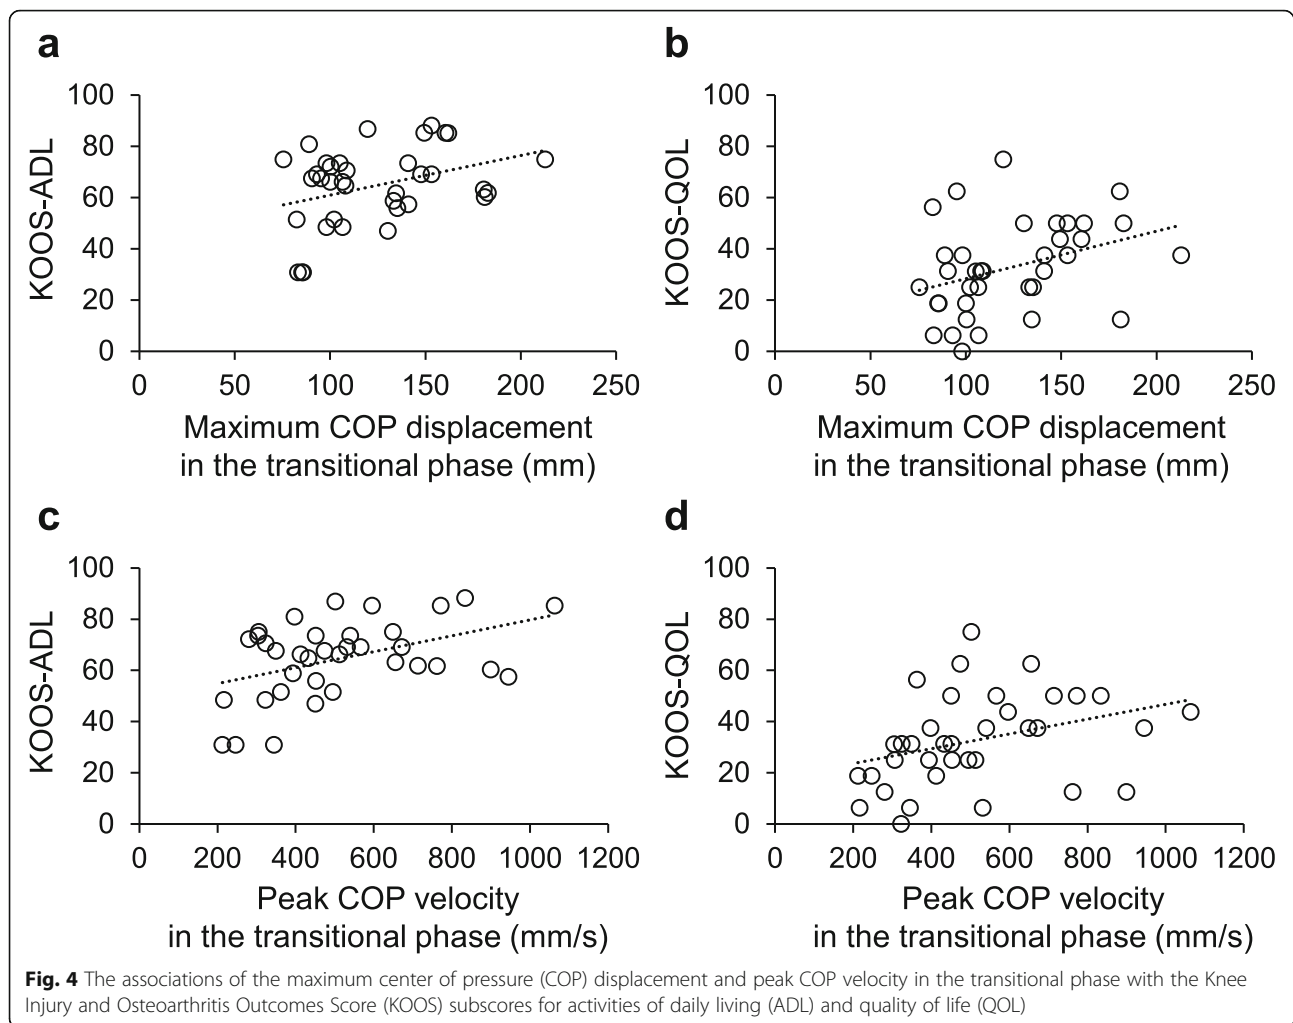 a
b
100
80
60
40
20
0
KOOS-ADL
0 50 100 150 200 250
Maximum COP displacement
in the transitional phase (mm)
100
80
60
40
20
0
KOOS-QOL
0 50 100 150 200 250
Maximum COP displacement
in the transitional phase (mm)
c
d
100
80
60
40
20
0
KOOS-ADL
0 200 400 600 800 1000 1200
Peak COP velocity
in the transitional phase (mm/s)
100
80
60
40
20
0
KOOS-QOL
0 200 400 600 800 1000 1200
Peak COP velocity
in the transitional phase (mm/s)
Fig. 4 The associations of the maximum center of pressure (COP) displacement and peak COP velocity in the transitional phase with the Knee
Injury and Osteoarthritis Outcomes Score (KOOS) subscores for activities of daily living (ADL) and quality of life (QOL)